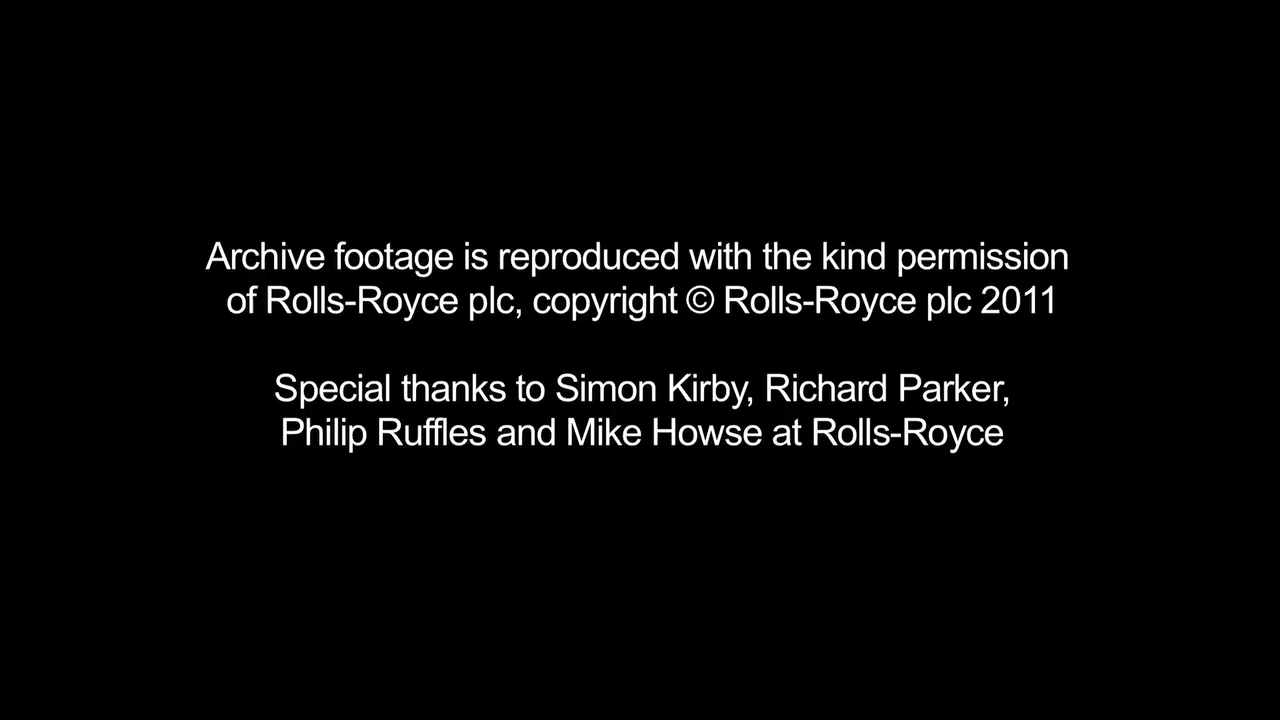 Archive footage is reproduced with the kind permission
of Rolls-Royce plc, copyright © Rolls-Royce plc 2011
Special thanks to Simon Kirby, Richard Parker,
Philip Ruffles and Mike Howse at Rolls-Royce